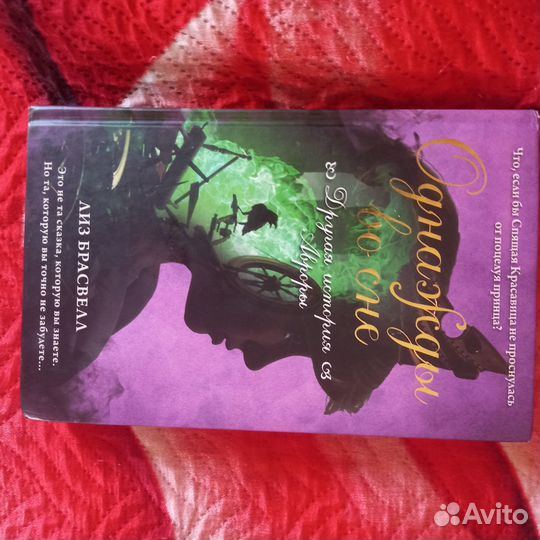 Что, если бы Спящая Красавица не проснулась
от поцелуя принца?
Однажды
во сне
Другая история
Авроры
Это не та сказка, которую вы знаете.
Но та, которую вы точно не забудете...
ЛИЗ БРАСВЕЛЛ
Avito